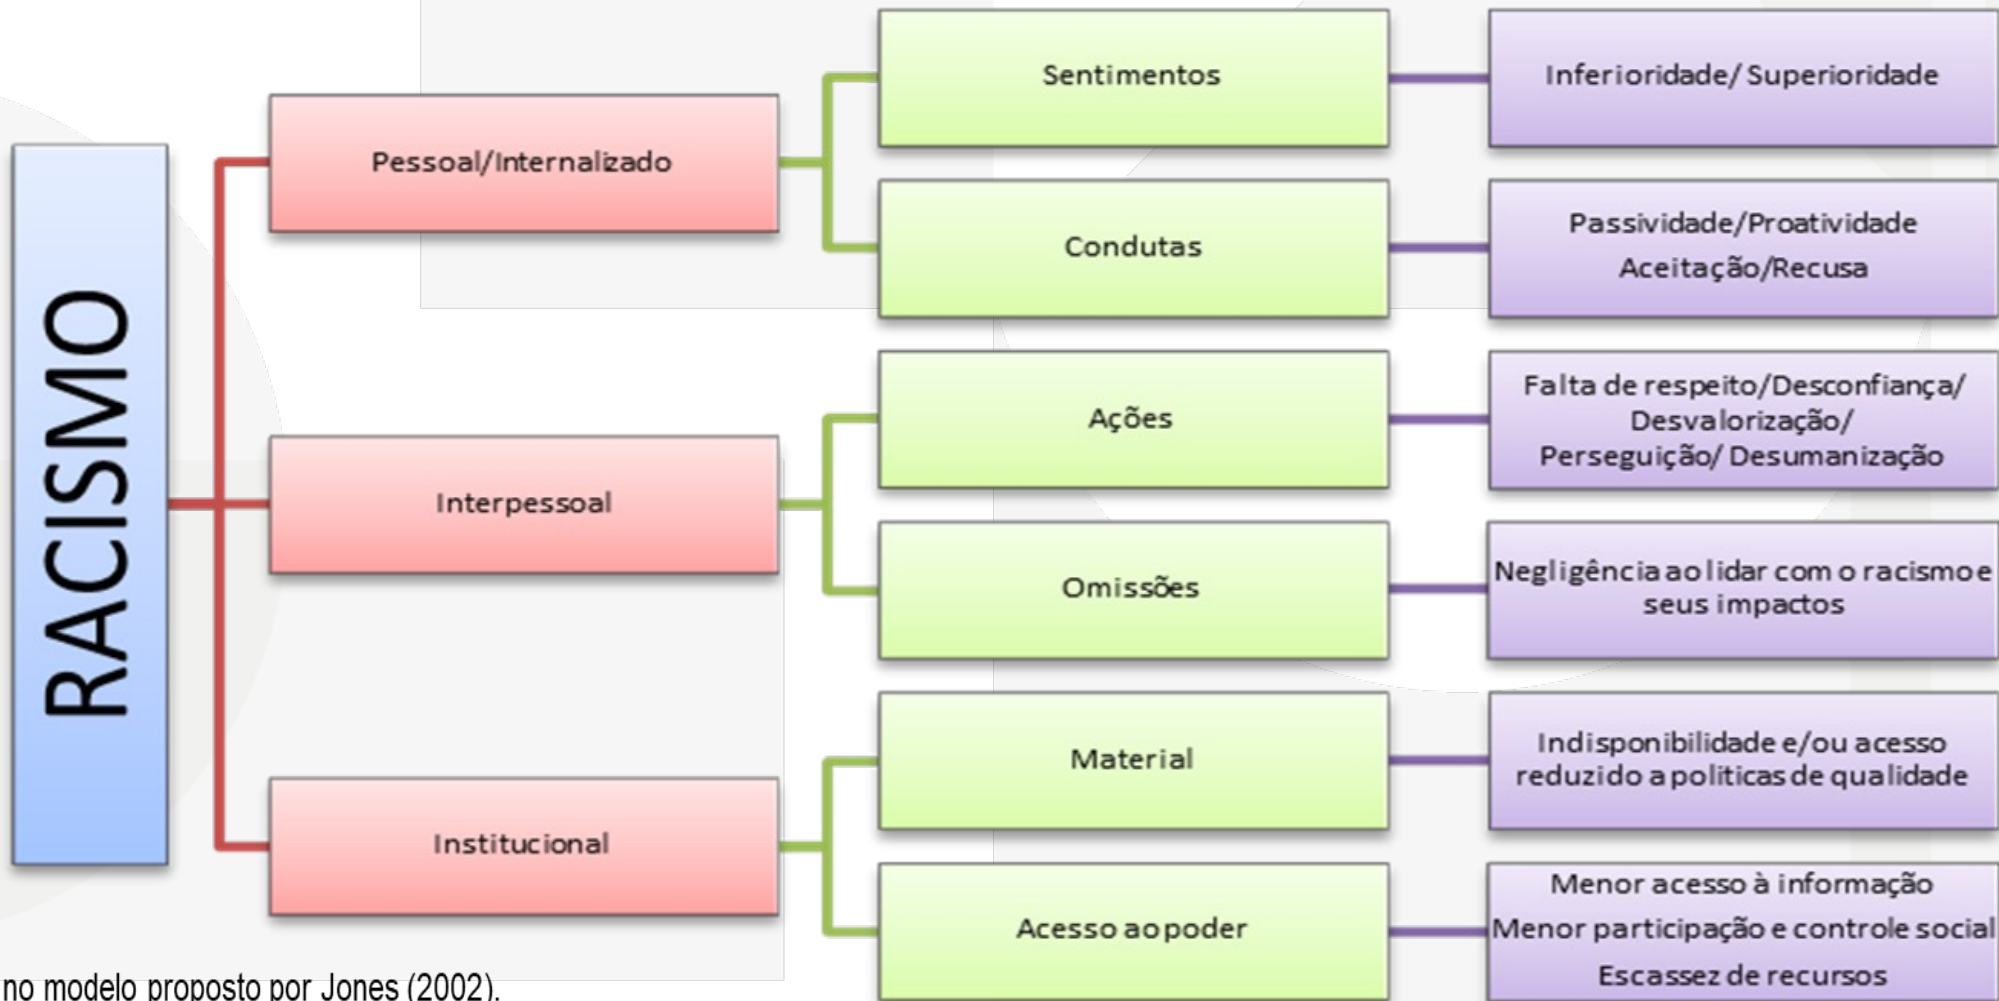 RACISMO
Pessoal/Internalizado
Sentimentos
Inferioridade/ Superioridade
Condutas
Passividade/Proatividade
Aceitação/Recusa
Interpessoal
Ações
Falta de respeito/Desconfiança/
Desvalorização/
Perseguição/ Desumanização
Omissões
Negligência ao lidar com o racismo e
seus impactos
Institucional
Material
Indisponibilidade e/ou acesso
reduzido a politicas de qualidade
Acesso ao poder
Menor acesso à informação
Menor participação e controle social
Escassez de recursos
no modelo proposto por Jones (2002).